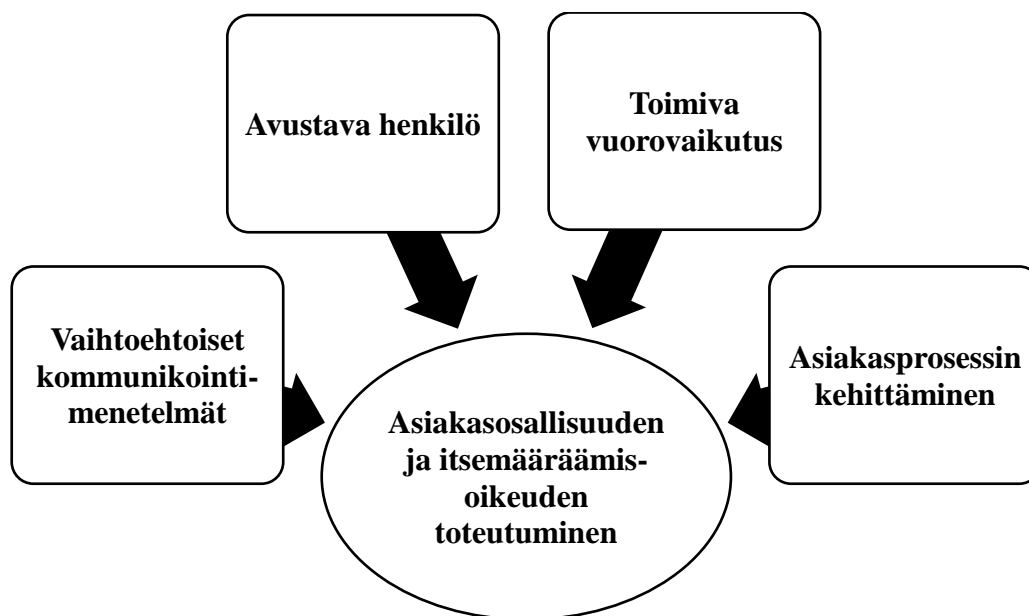 Avustava henkilö
Toimiva
vuorovaikutus
Vaihtoehtoiset
kommunikointi-
menetelmät
Asiakasprosessin
kehittäminen
Asiakasosallisuuden
ja itsemääräämis-
oikeuden
toteutuminen